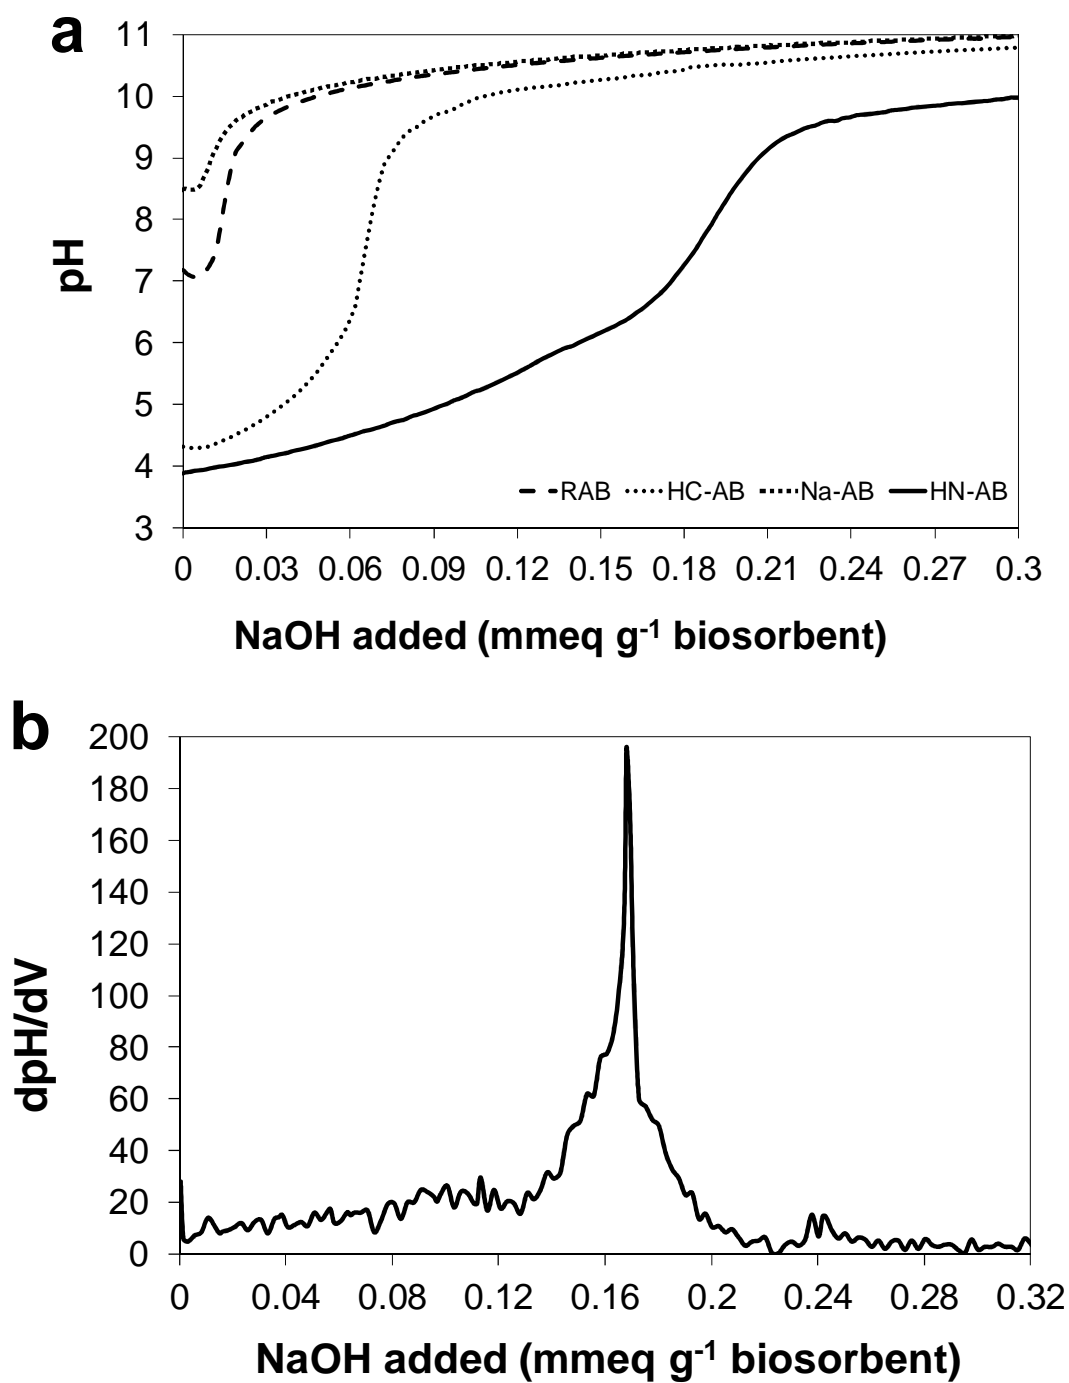 a
11
10
9
8
7
6
5
4
3
pH
RAB HC-AB Na-AB HN-AB
0 0.03 0.06 0.09 0.12 0.15 0.18 0.21 0.24 0.27 0.3
NaOH added (mmeq g⁻¹ biosorbent)
b
200
180
160
140
120
100
80
60
40
20
0
dpH/dV
0 0.04 0.08 0.12 0.16 0.2 0.24 0.28 0.32
NaOH added (mmeq g⁻¹ biosorbent)